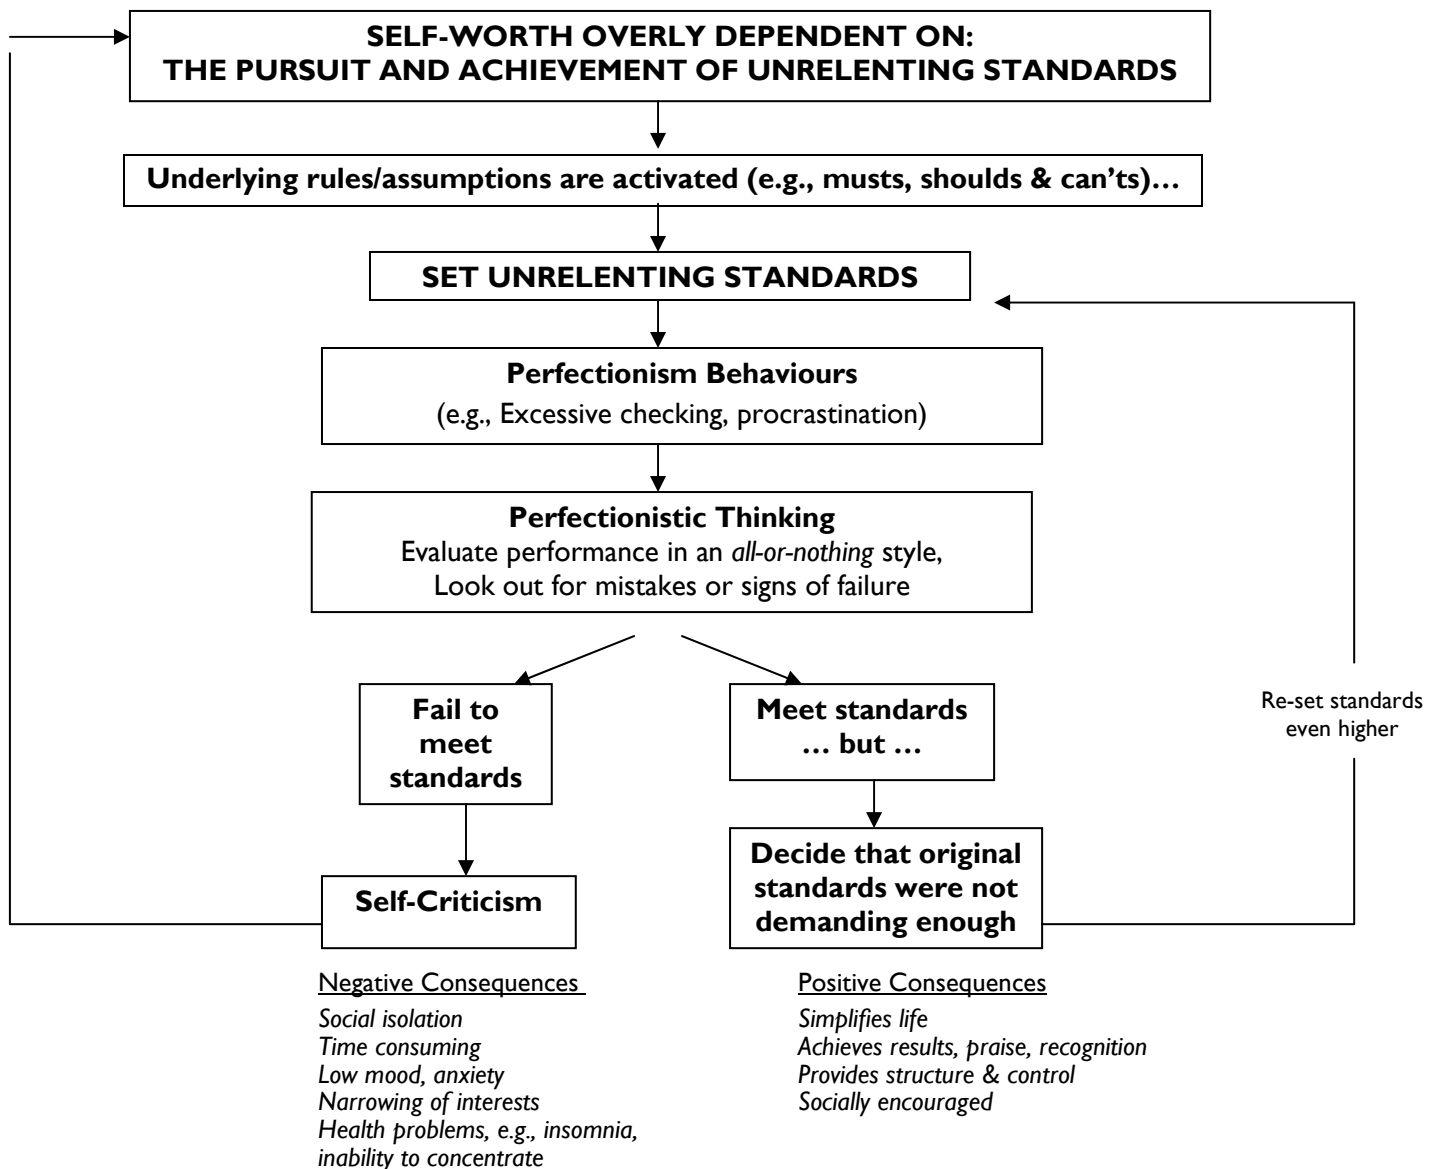 SELF-WORTH OVERLY DEPENDENT ON:
THE PURSUIT AND ACHIEVEMENT OF UNRELENTING STANDARDS
Underlying rules/assumptions are activated (e.g., musts, shoulds & can’ts)…
SET UNRELENTING STANDARDS
Perfectionism Behaviours
(e.g., Excessive checking, procrastination)
Perfectionistic Thinking
Evaluate performance in an all-or-nothing style,
Look out for mistakes or signs of failure
Fail to
meet
standards
Meet standards
… but …
Re-set standards
even higher
Self-Criticism
Decide that original
standards were not
demanding enough
Negative Consequences
Social isolation
Time consuming
Low mood, anxiety
Narrowing of interests
Health problems, e.g., insomnia,
inability to concentrate
Positive Consequences
Simplifies life
Achieves results, praise, recognition
Provides structure & control
Socially encouraged